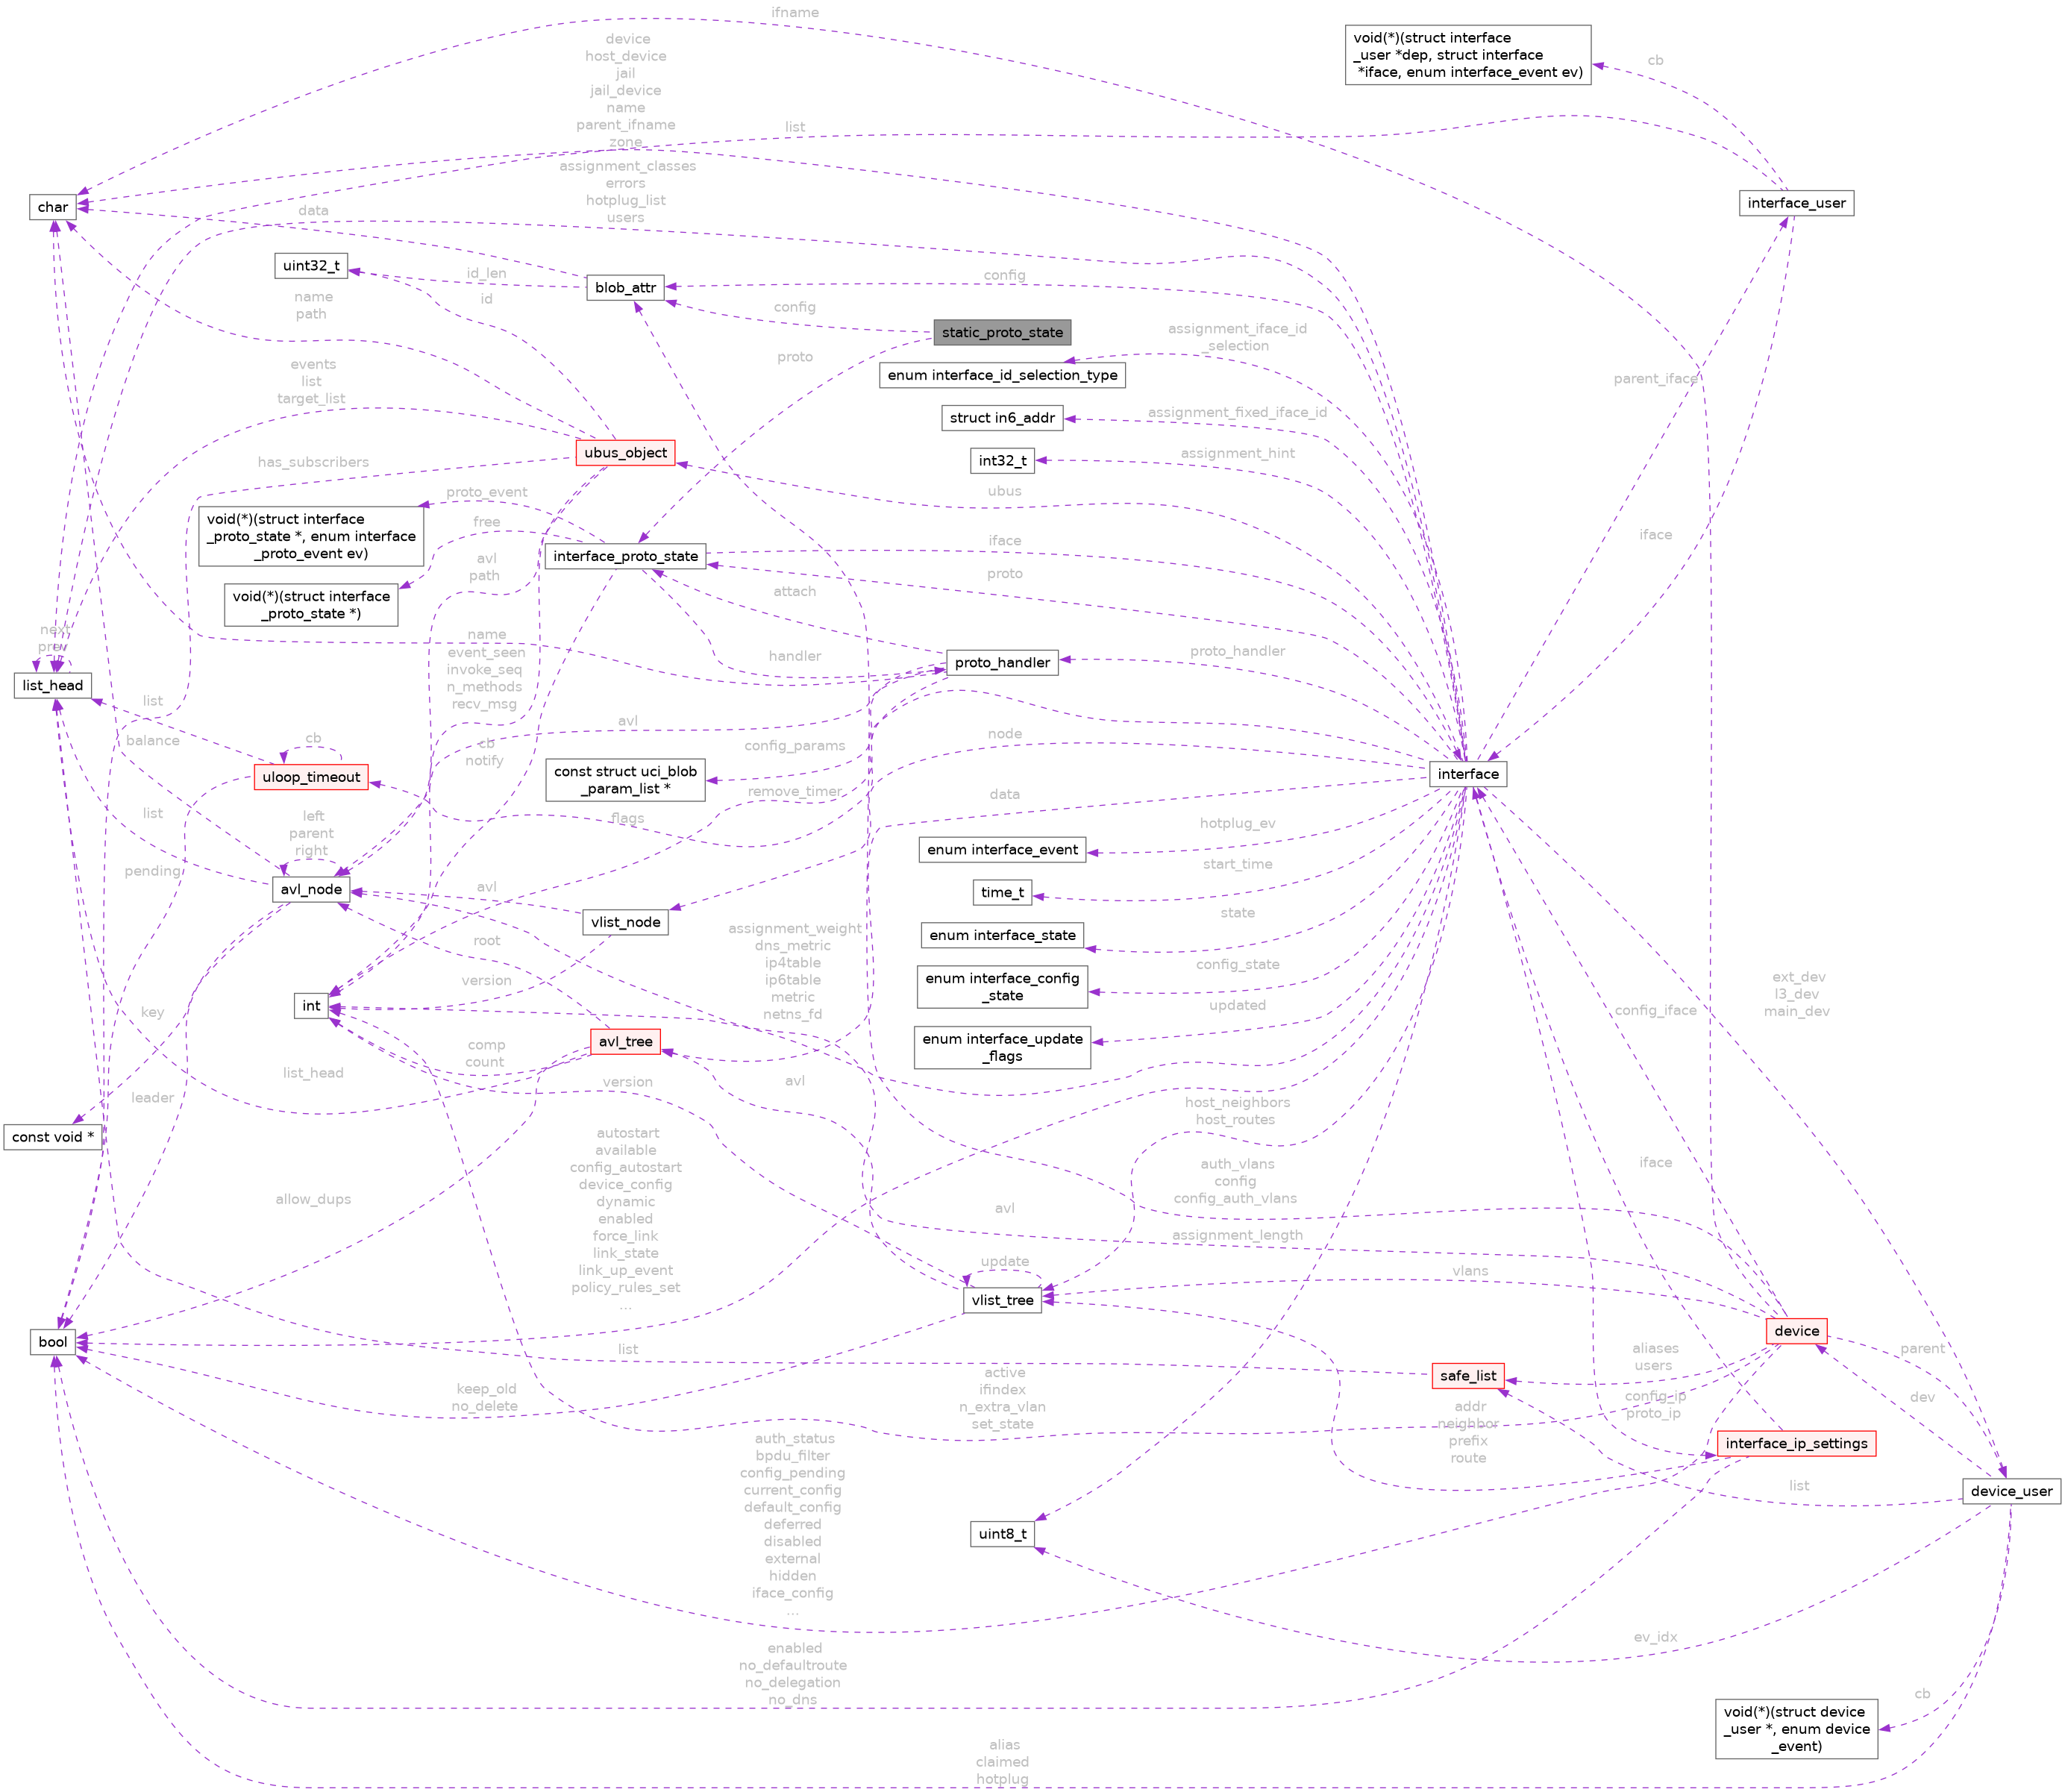 ifname
void(*)(struct interface
_user *dep, struct interface
*iface, enum interface_event ev)
cb
device
host_device
jail
jail_device
name
parent_ifname
zone
list
assignment_classes
errors
hotplug_list
users
char
data
interface_user
uint32_t
id_len
id
blob_attr
config
name
path
config
static_proto_state
assignment_iface_id
_selection
proto
enum interface_id_selection_type
parent_iface
events
list
target_list
struct in6_addr
assignment_fixed_iface_id
ubus_object
has_subscribers
int32_t
assignment_hint
ubus
proto_event
void(*)(struct interface
_proto_state *, enum interface
_proto_event ev)
free
interface_proto_state
iface
iface
proto
avl
path
attach
void(*)(struct interface
_proto_state *)
next
prev
list_head
name
event_seen
invoke_seq
n_methods
recv_msg
handler
proto_handler
proto_handler
list
balance
cb
uloop_timeout
cb
notify
avl
config_params
const struct uci_blob
_param_list *
node
interface
remove_timer
data
flags
left
parent
right
hotplug_ev
enum interface_event
start_time
time_t
pending
list
avl_node
avl
vlist_node
state
enum interface_state
root
assignment_weight
dns_metric
ip4table
ip6table
metric
netns_fd
config_state
enum interface_config
_state
version
int
key
updated
enum interface_update
_flags
ext_dev
l3_dev
main_dev
config_iface
avl_tree
comp
count
list_head
version
avl
leader
const void *
host_neighbors
host_routes
iface
autostart
available
config_autostart
device_config
dynamic
enabled
force_link
link_state
link_up_event
policy_rules_set
...
allow_dups
auth_vlans
config
config_auth_vlans
avl
assignment_length
update
vlist_tree
vlans
device
bool
list
keep_old
no_delete
active
ifindex
n_extra_vlan
set_state
safe_list
aliases
users
parent
dev
config_ip
proto_ip
addr
neighbor
prefix
route
interface_ip_settings
list
device_user
auth_status
bpdu_filter
config_pending
current_config
default_config
deferred
disabled
external
hidden
iface_config
...
uint8_t
ev_idx
enabled
no_defaultroute
no_delegation
no_dns
cb
void(*)(struct device
_user *, enum device
_event)
alias
claimed
hotplug